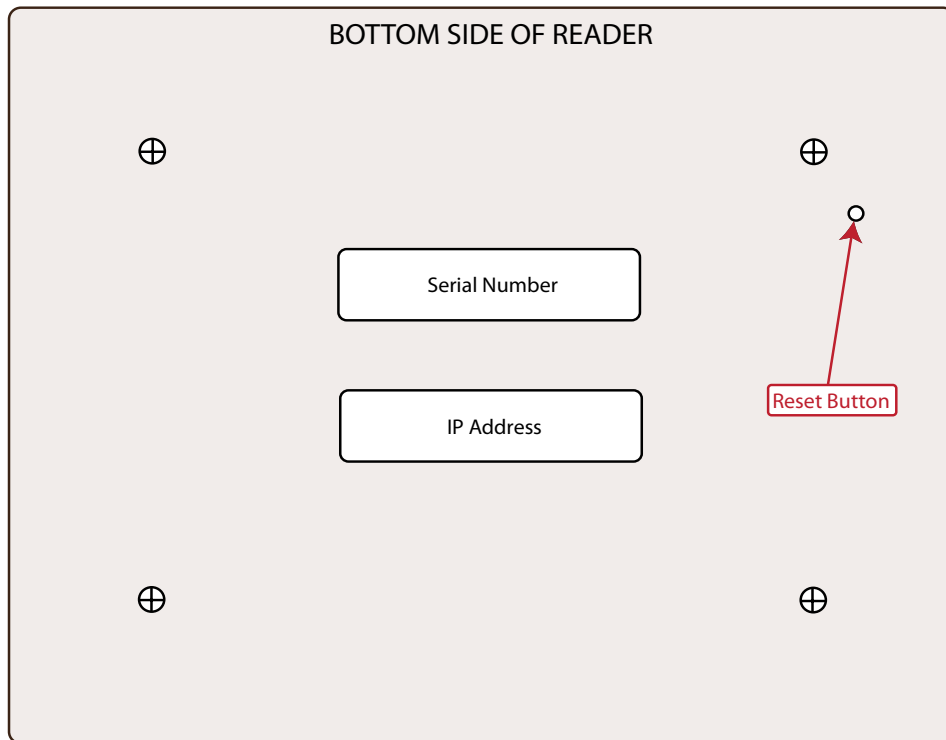 BOTTOM SIDE OF READER
Serial Number
Reset Button
IP Address